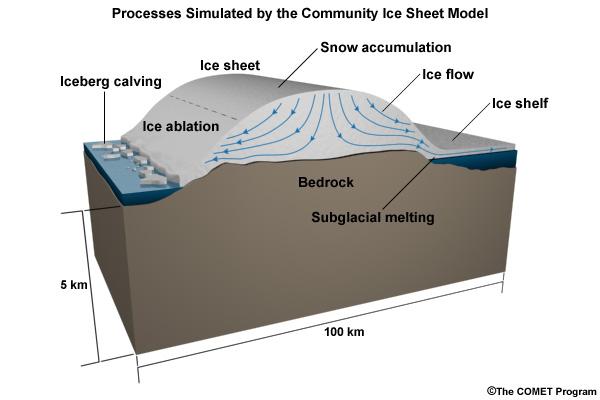 Processes Simulated by the Community Ice Sheet Model
Snow accumulation
Ice sheet
Ice flow
Iceberg calving
Ice shelf
Ice ablation
Bedrock
Subglacial melting
5 km
100 km
©The COMET Program